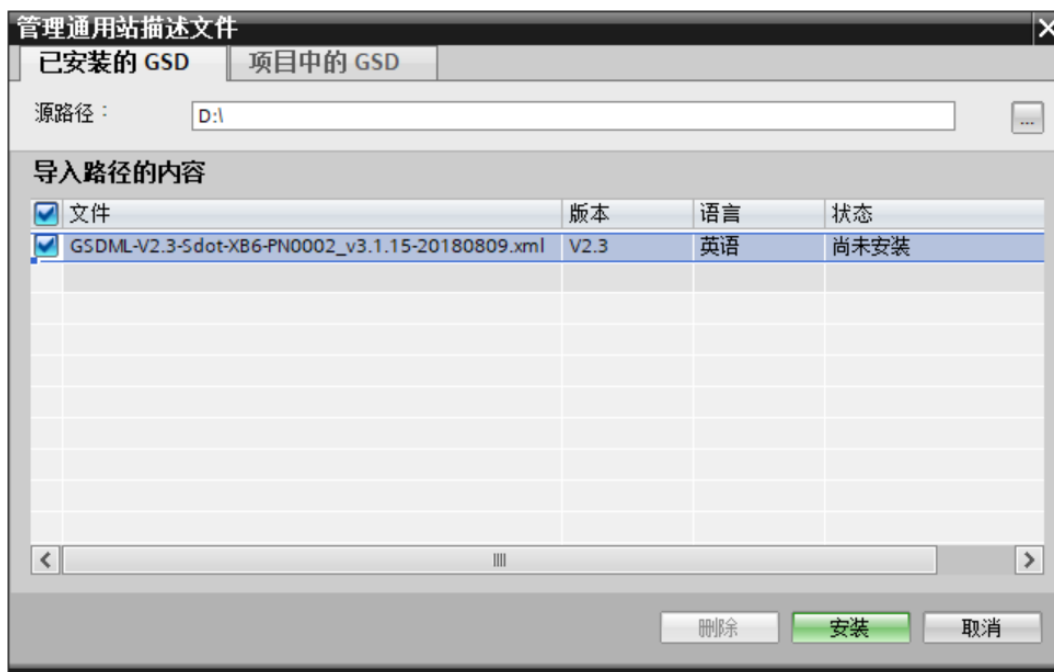 管理通用站描述文件
已安装的 GSD 项目中的 GSD
源路径： D:\ ...
导入路径的内容
文件 版本 语言 状态
GSDML-V2.3-Sdot-XB6-PN0002_v3.1.15-20180809.xml V2.3 英语 尚未安装
删除 安装 取消